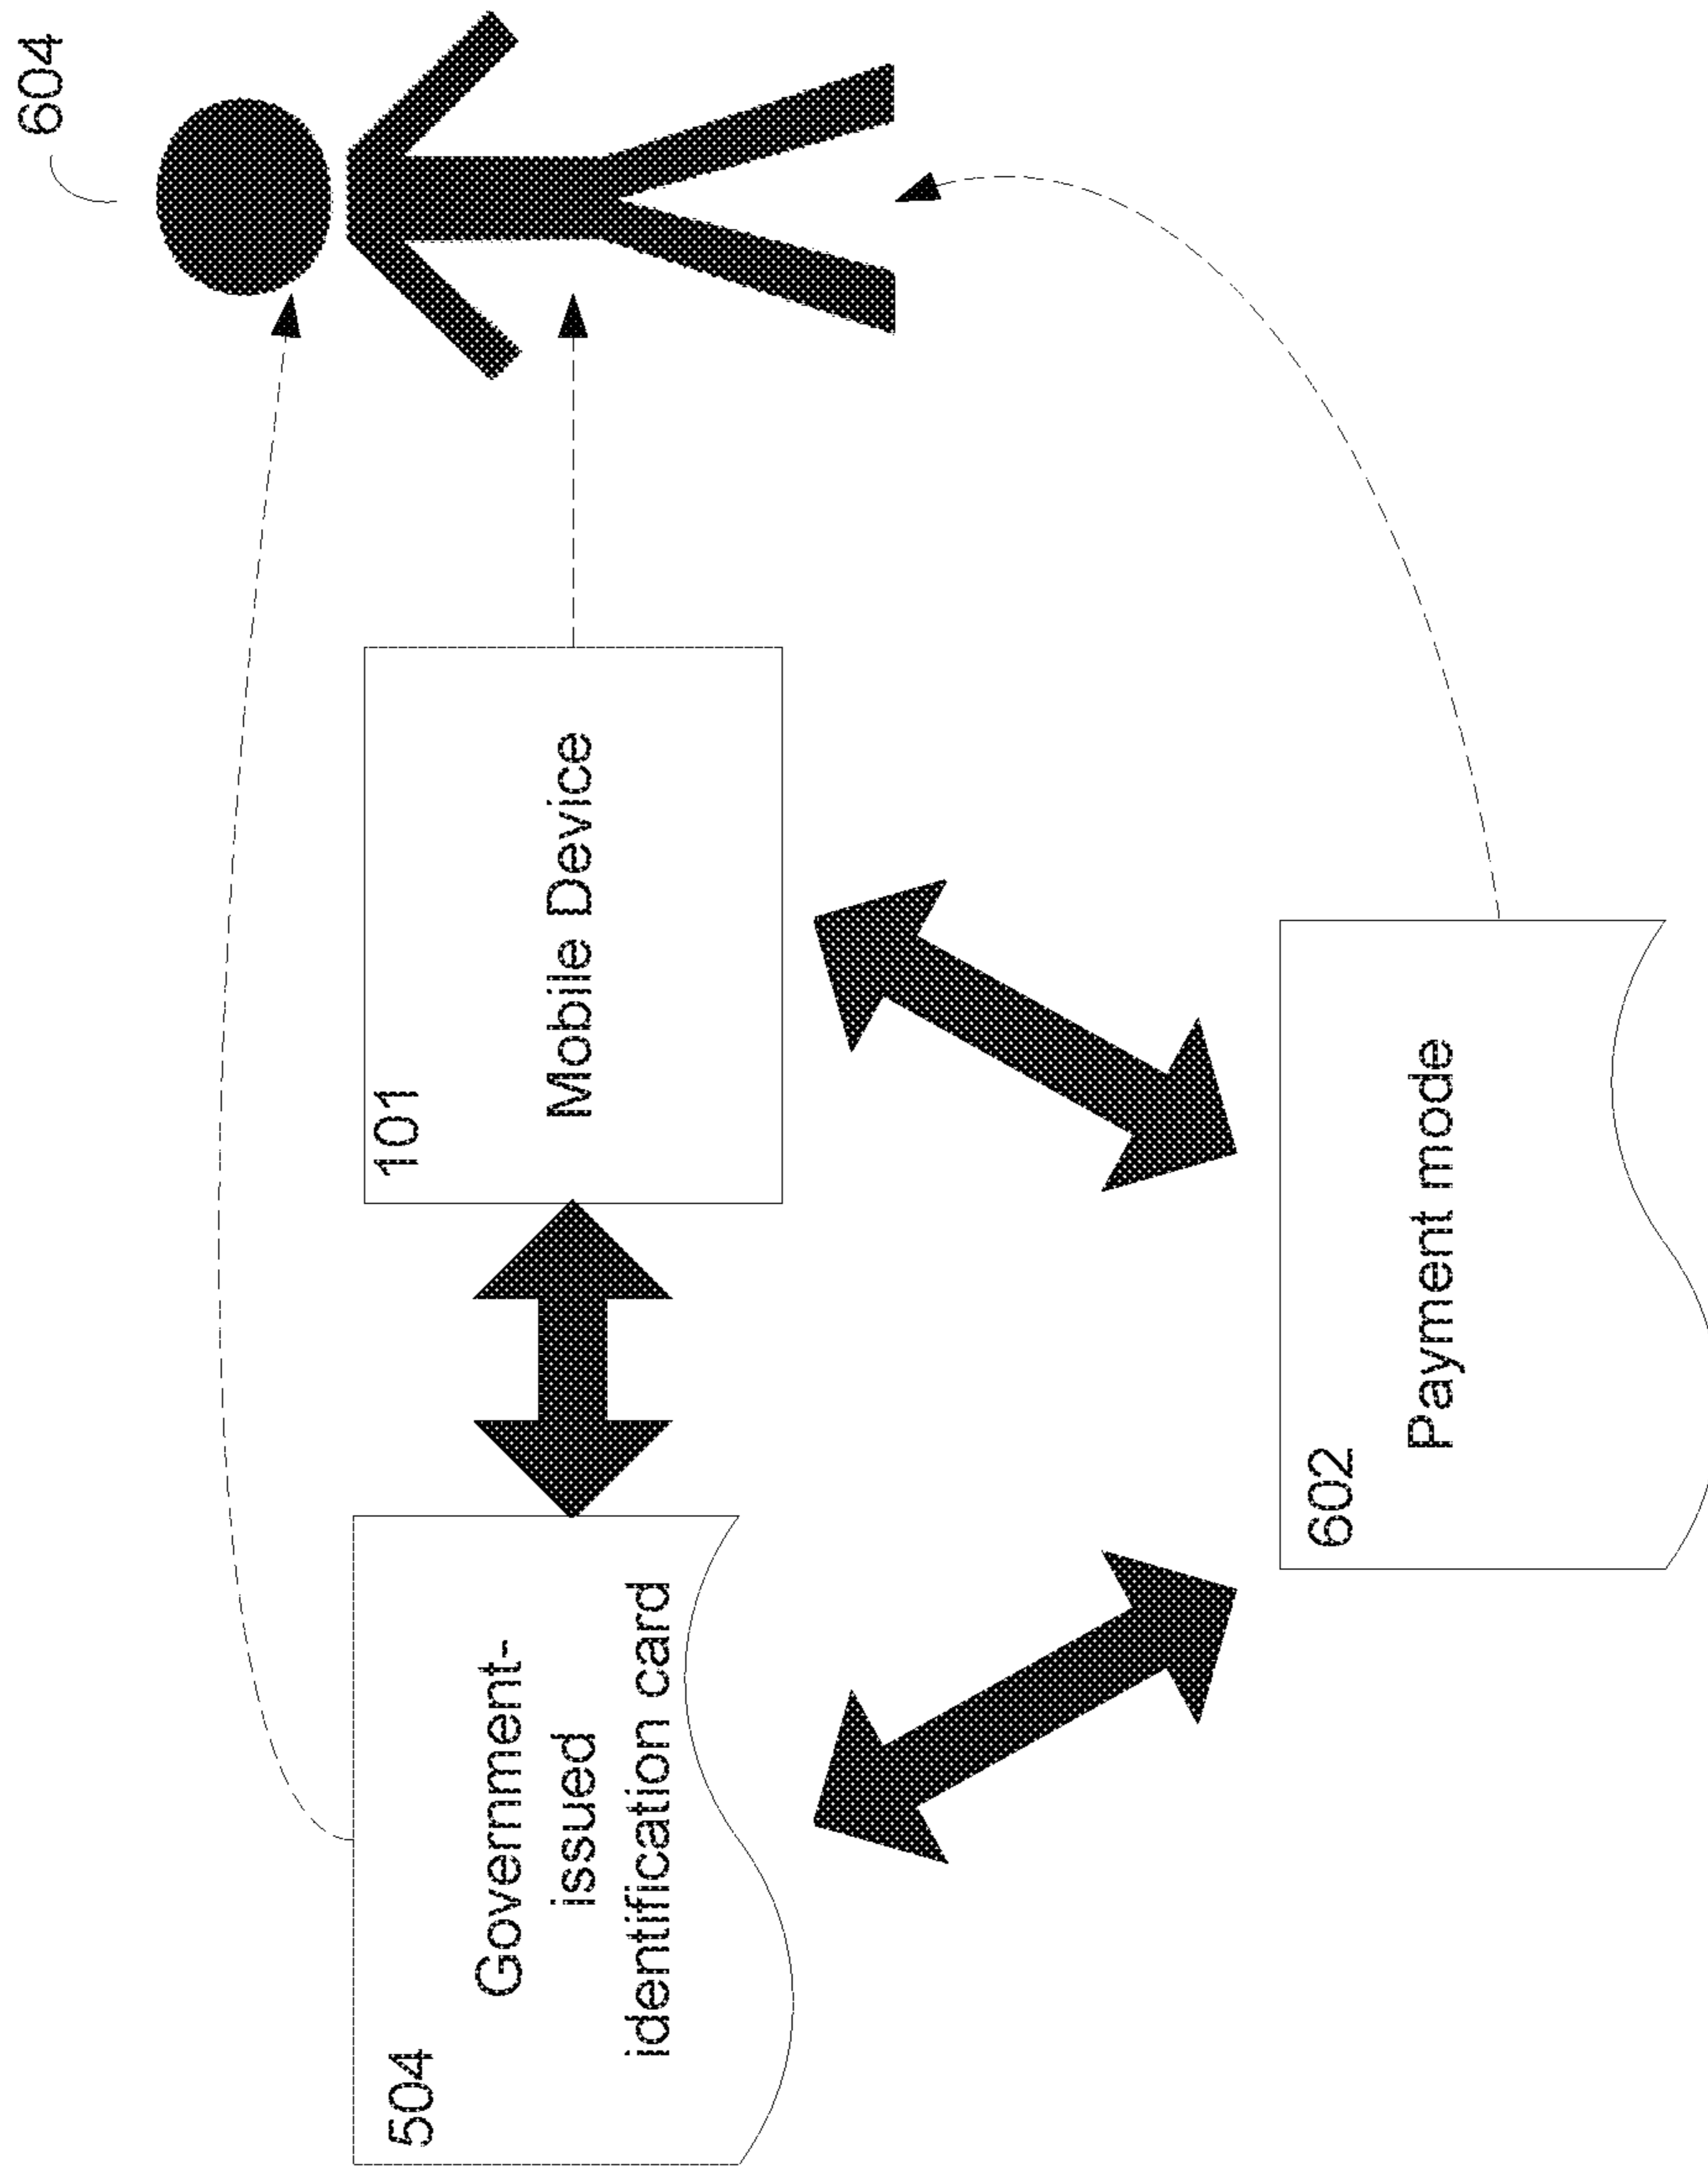 604
504
Government-
issued
identification card
101
Mobile Device
602
Payment mode